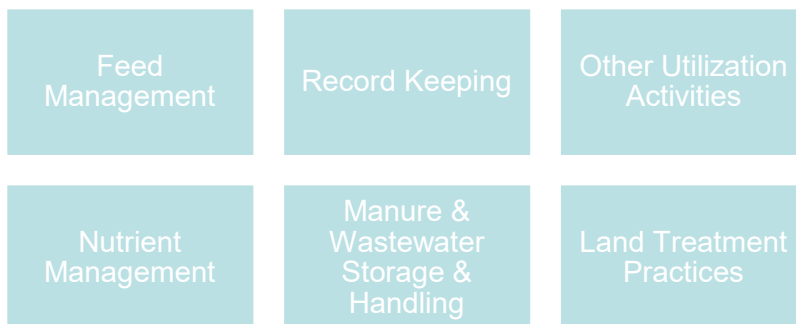 Feed
Management
Record Keeping
Other Utilization
Activities
Nutrient
Management
Manure &
Wastewater
Storage &
Handling
Land Treatment
Practices